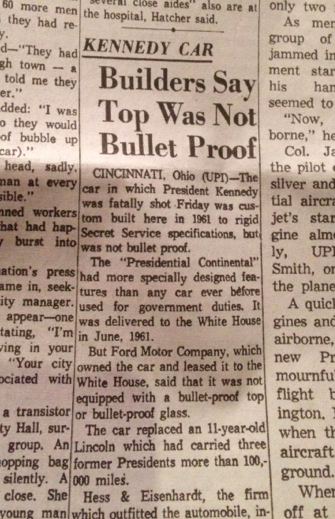 60 more men
they had re-
d—"They had
gh town — a
told me they
er."
dded: "I was
o they would
of bubble up
car)."
head, sadly.
man at every
sible."
nned workers
that had hap-
y burst into
ation's press
ame in, seek-
ity manager.
appear—one
tating, "I'm
ving in your
"Your city
ociated with
a transistor
ty Hall, sur-
group. An
opping bag
silently. A
close. She
young man
several close aides" also are at
the hospital, Hatcher said.
KENNEDY CAR
Builders Say
Top Was Not
Bullet Proof
CINCINNATI, Ohio (UPI)—The
car in which President Kennedy
was fatally shot Friday was cus-
tom built here in 1961 to rigid
Secret Service specifications, but
was not bullet proof.
The "Presidential Continental"
had more specially designed fea-
tures than any car ever before
used for government duties. It
was delivered to the White House
in June, 1961.
But Ford Motor Company, which
owned the car and leased it to the
White House, said that it was not
equipped with a bullet-proof top
or bullet-proof glass.
The car replaced an 11-year-old
Lincoln which had carried three
former Presidents more than 100,-
000 miles.
Hess & Eisenhardt, the firm
which outfitted the automobile, in-
only two
As mem
group of
jammed in
ment star
his han
seemed to
"Now,
borne," he
Col. Ja
the pilot
silver and
tial aircra
jet's star
gine almo
ly, UPI
Smith, or
the plane
A quick
gines and
airborne,
new Pr
mournfu
flight b
ington.
when th
aircraft
ground.
When
off at